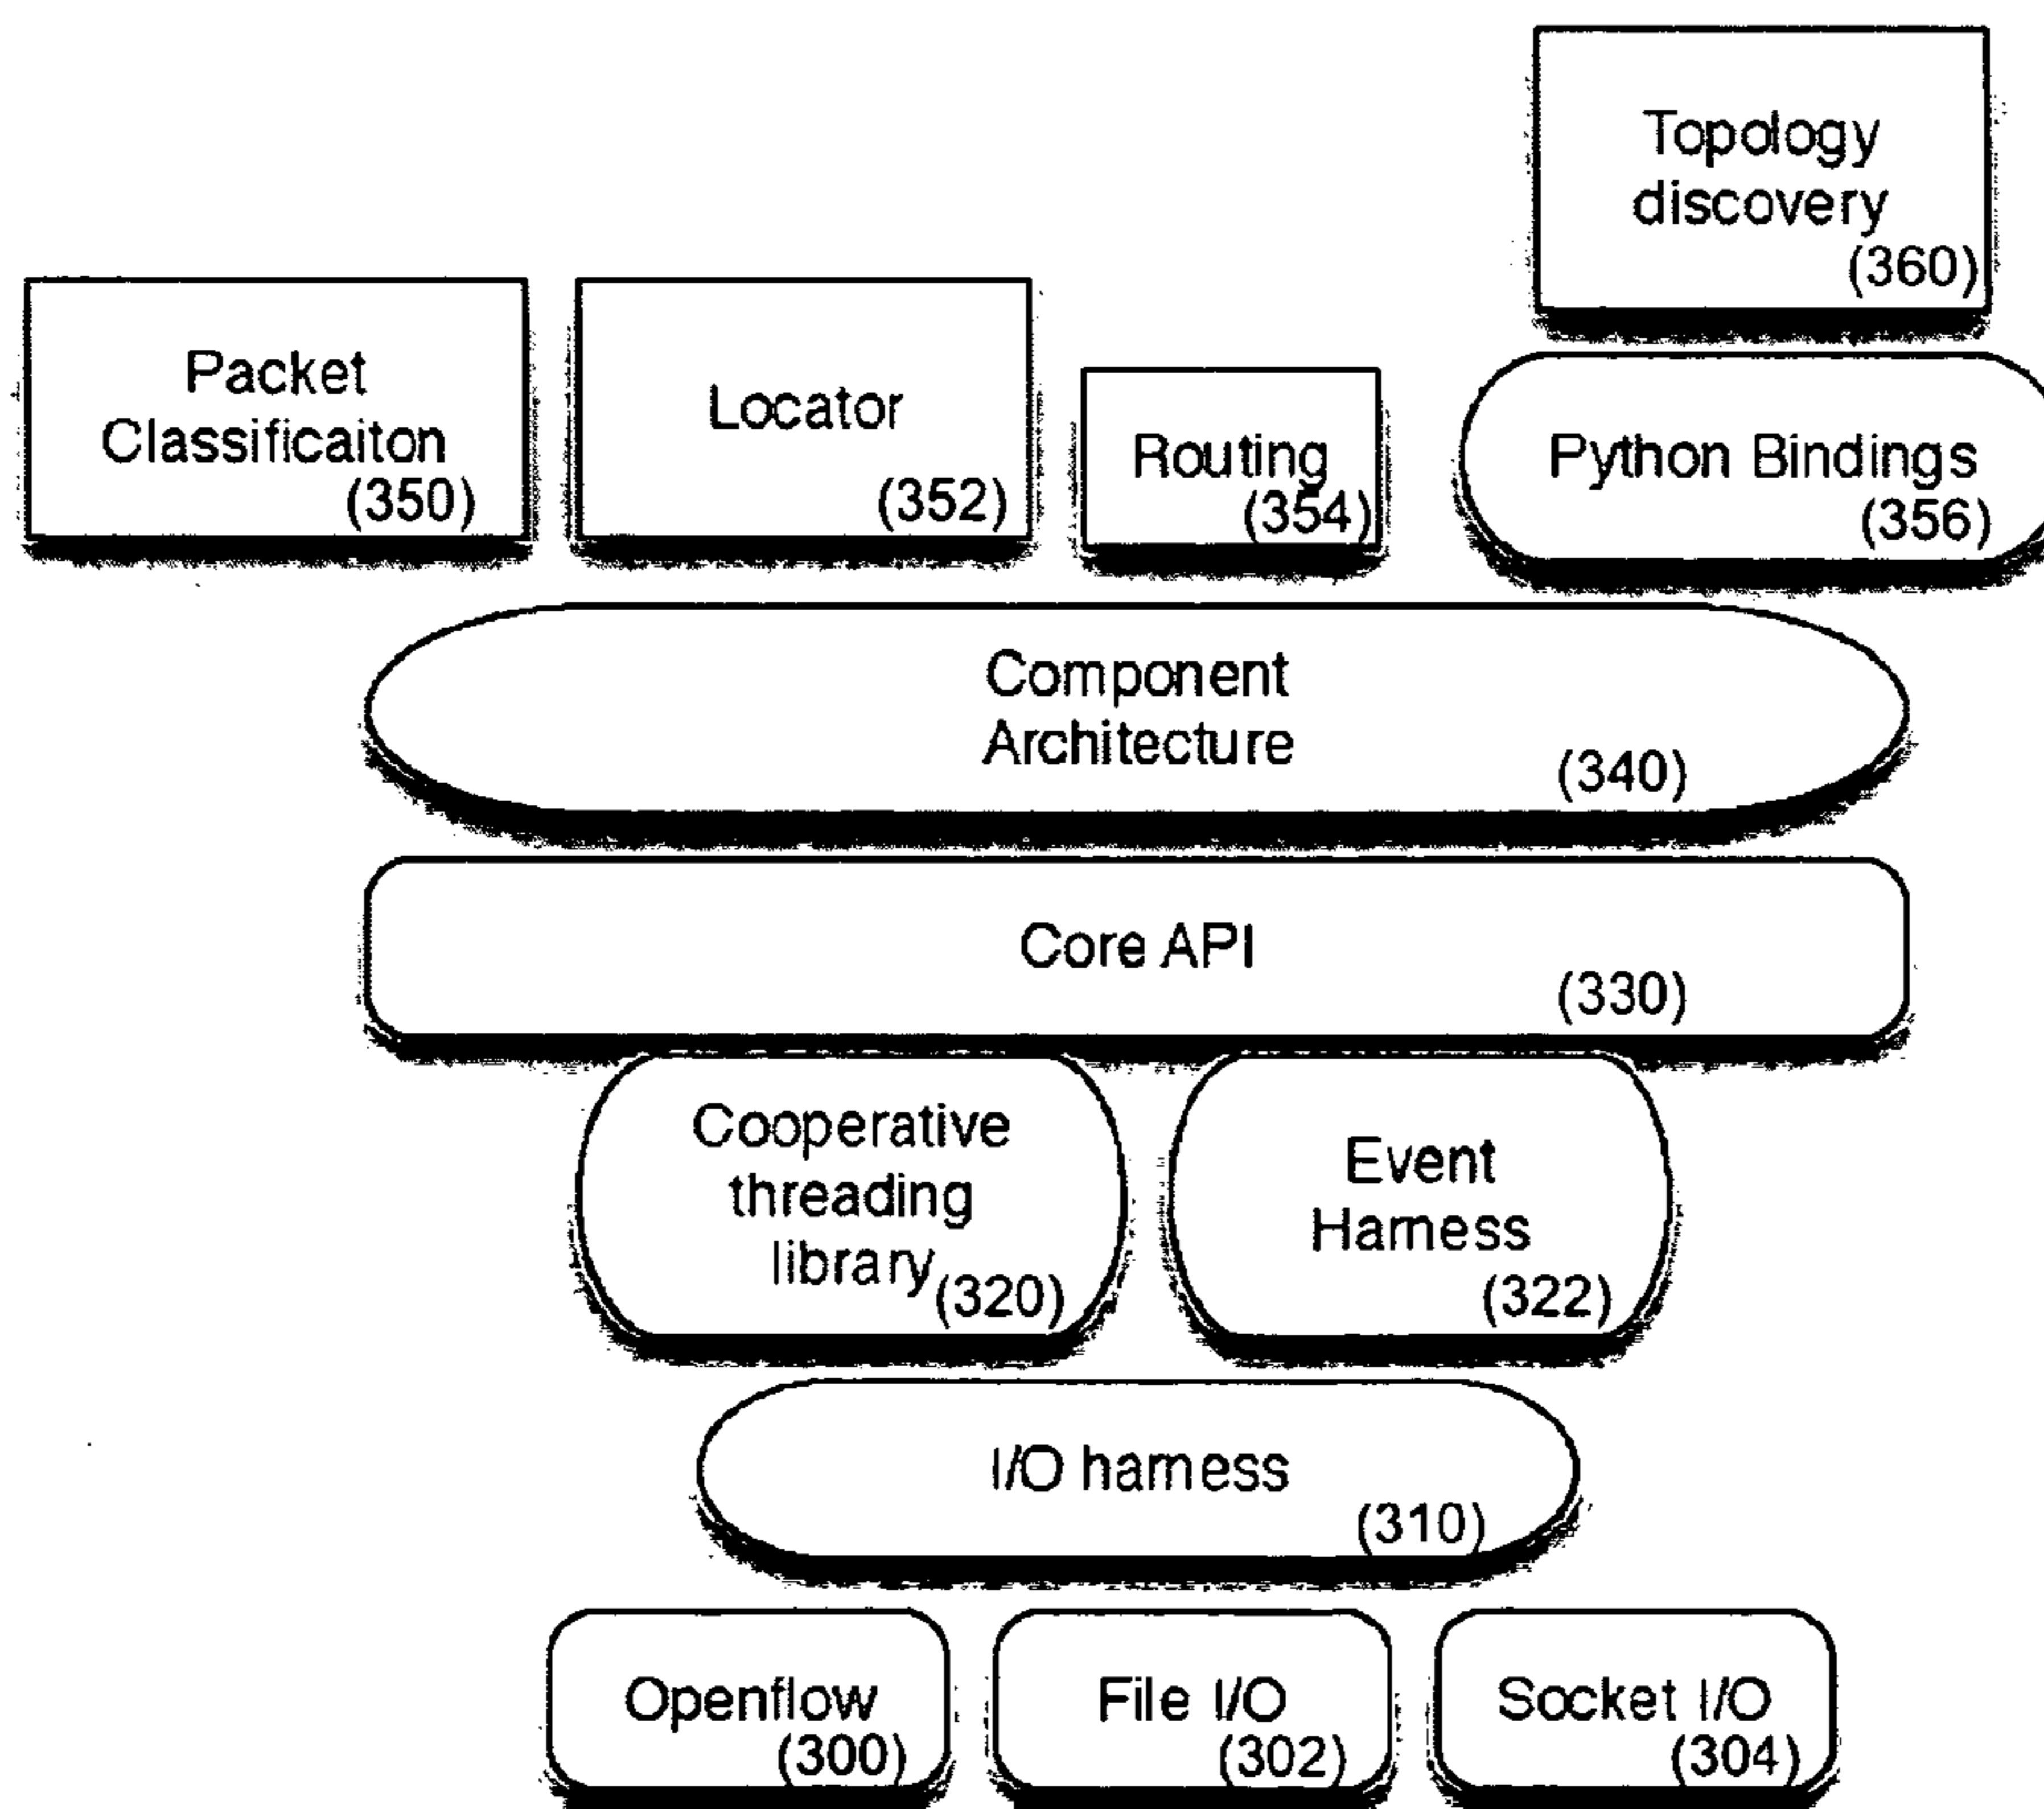 Topology
discovery
(360)
Packet
Classificaiton
(350)
Locator
(352)
Routing
(354)
Python Bindings
(356)
Component
Architecture
(340)
Core API
(330)
Cooperative
threading
library
(320)
Event
Harness
(322)
I/O harness
(310)
Openflow
(300)
File I/O
(302)
Socket I/O
(304)